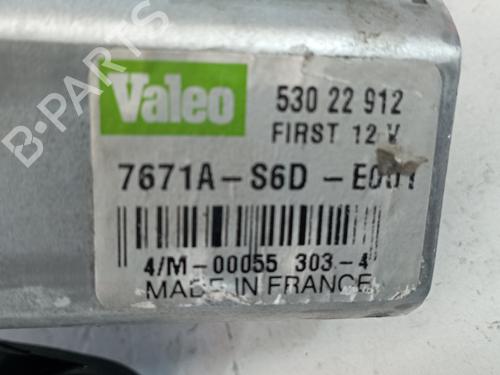 Valeo
530 22 912
FIRST 12 V
7671A-S6D-E001
4/M-00055 303-4
MADE IN FRANCE
B-PARTS